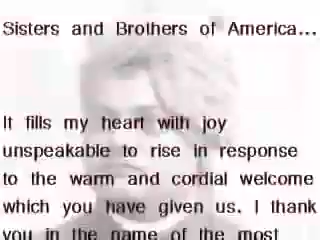 Sisters and Brothers of America...
It fills my heart with joy
unspeakable to rise in response
to the warm and cordial welcome
which you have given us. I thank
you in the name of the most